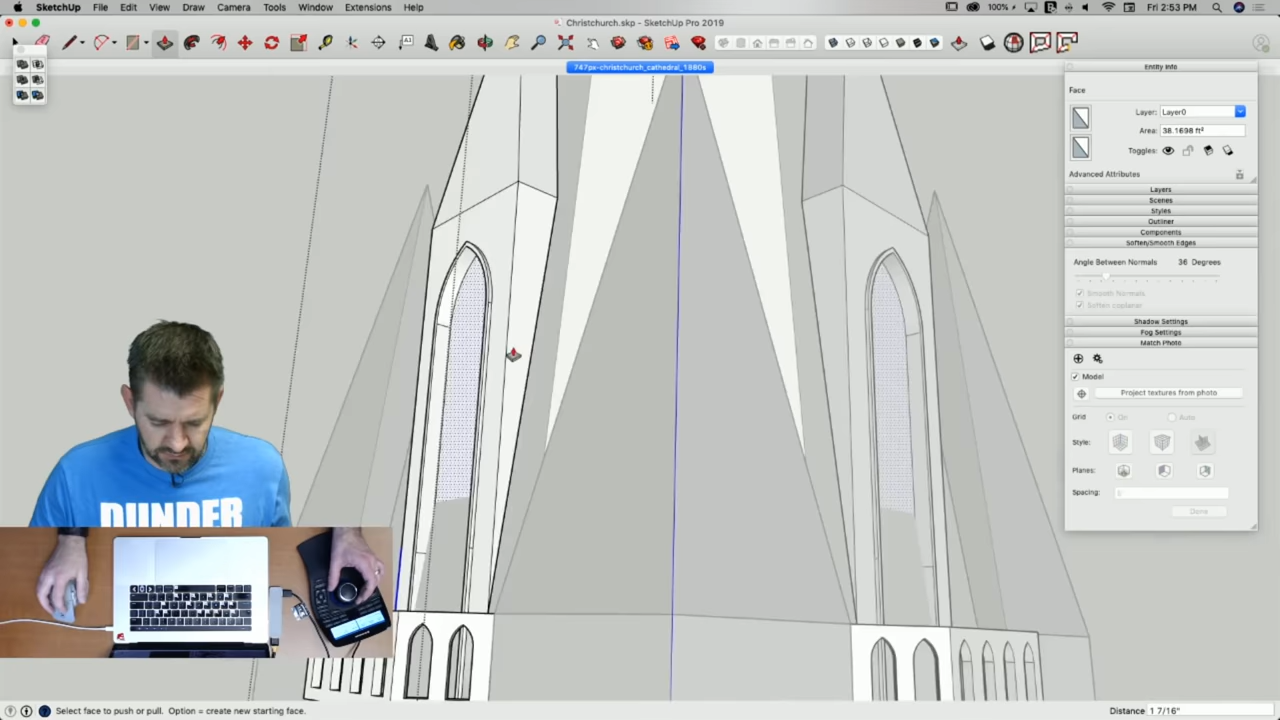 SketchUp File Edit View Draw Camera Tools Window Extensions Help
100% Fri 2:53 PM
Christchurch.skp - SketchUp Pro 2019
747px-christchurch_cathedral_1880s
Entity Info
Face
Layer: Layer0
Area: 38.1698 ft²
Toggles:
Advanced Attributes
Layers
Scenes
Styles
Outliner
Components
Soften/Smooth Edges
Angle Between Normals 36 Degrees
Smooth Normals
Soften coplanar
Shadow Settings
Fog Settings
Match Photo
Model
Project textures from photo
Grid On Auto
Style:
Planes:
Spacing:
Done
DUNDER
Select face to push or pull. Option = create new starting face.
Distance 1 7/16"